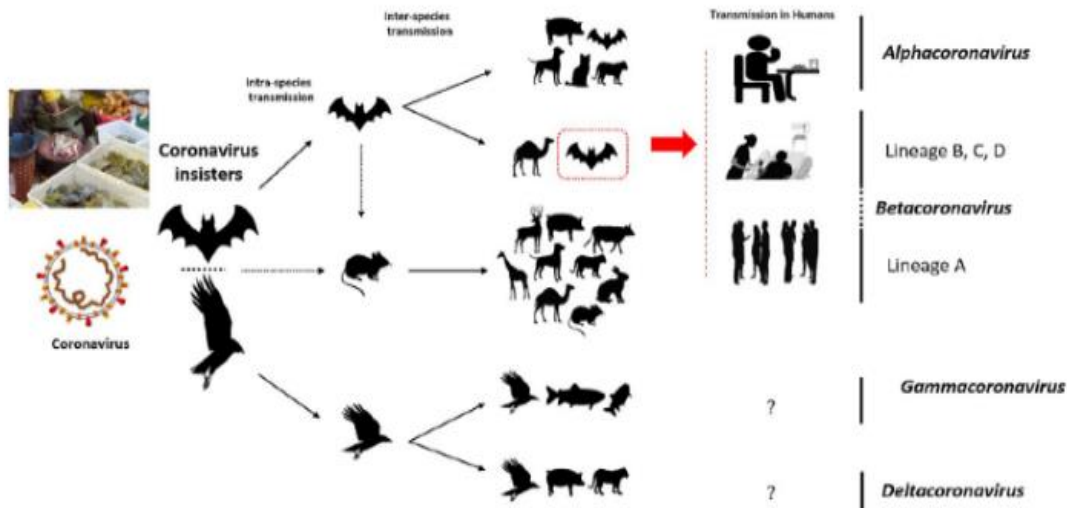 Inter-species
transmission
Transmission in Humans
Alphacoronavirus
Intra-species
transmission
Coronavirus
insisters
Lineage B, C, D
Betacoronavirus
Lineage A
Coronavirus
Gammacoronavirus
?
Deltacoronavirus
?